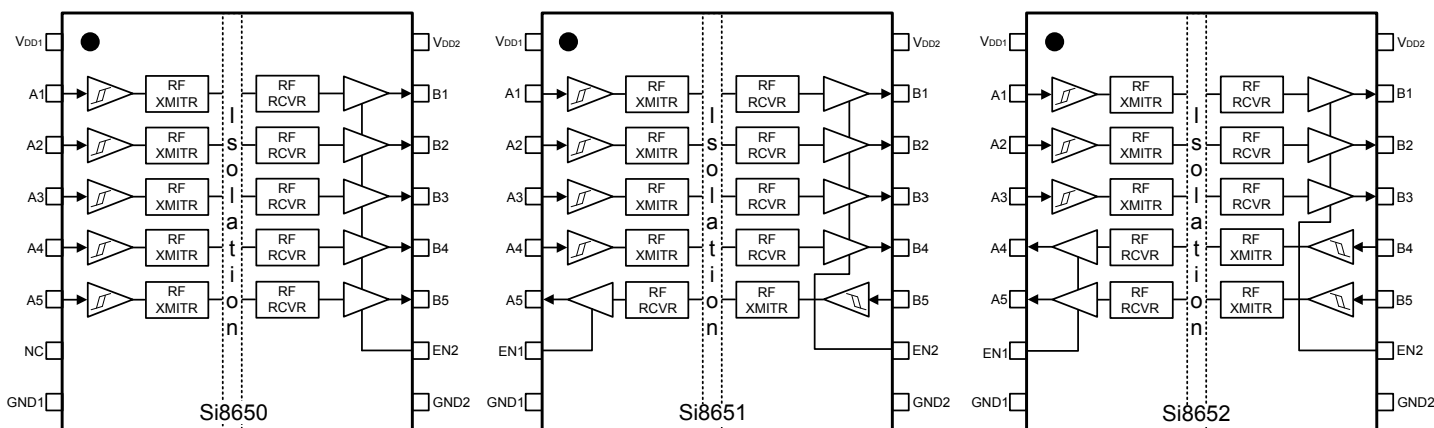 VDD1
VDD2
A1
RF XMITR
RF RCVR
B1
A2
RF XMITR
RF RCVR
B2
A3
RF XMITR
RF RCVR
B3
A4
RF XMITR
RF RCVR
B4
A5
RF XMITR
RF RCVR
B5
Isolation
NC
EN2
GND1
GND2
Si8650
VDD1
VDD2
A1
RF XMITR
RF RCVR
B1
A2
RF XMITR
RF RCVR
B2
A3
RF XMITR
RF RCVR
B3
A4
RF XMITR
RF RCVR
B4
A5
RF RCVR
RF XMITR
B5
Isolation
EN1
EN2
GND1
GND2
Si8651
VDD1
VDD2
A1
RF XMITR
RF RCVR
B1
A2
RF XMITR
RF RCVR
B2
A3
RF XMITR
RF RCVR
B3
A4
RF RCVR
RF XMITR
B4
A5
RF RCVR
RF XMITR
B5
Isolation
EN1
EN2
GND1
GND2
Si8652